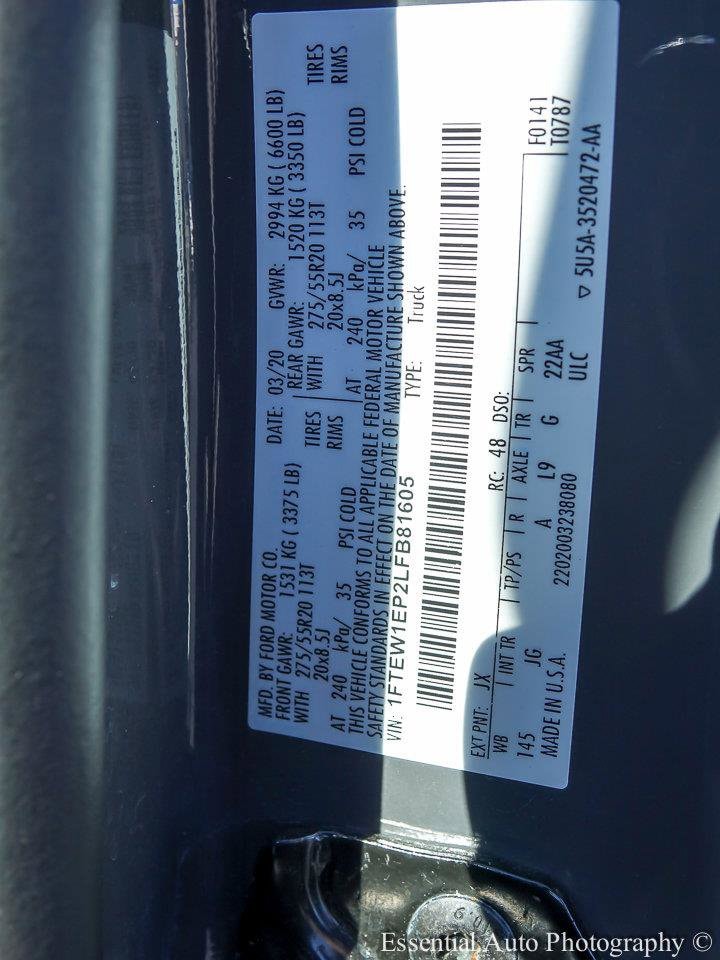 MFD. BY FORD MOTOR CO.
DATE: 03/20 GVWR: 2994 KG ( 6600 LB)
FRONT GAWR: 1531 KG ( 3375 LB)
REAR GAWR: 1520 KG ( 3350 LB)
WITH 275/55R20 113T TIRES
WITH 275/55R20 113T TIRES
20x8.5J RIMS
20x8.5J RIMS
AT 240 kPa/ 35 PSI COLD
AT 240 kPa/ 35 PSI COLD
THIS VEHICLE CONFORMS TO ALL APPLICABLE FEDERAL MOTOR VEHICLE
SAFETY STANDARDS IN EFFECT ON THE DATE OF MANUFACTURE SHOWN ABOVE.
VIN: 1FTEW1EP2LFB81605 TYPE: Truck
EXT PNT: JX RC: 48 DSO: F0141
WB INT TR TP/PS R AXLE TR SPR T0787
145 JG A L9 G 22AA
MADE IN U.S.A. 2202003238080 ULC ▽ 5U5A-3520472-AA
Essential Auto Photography ©